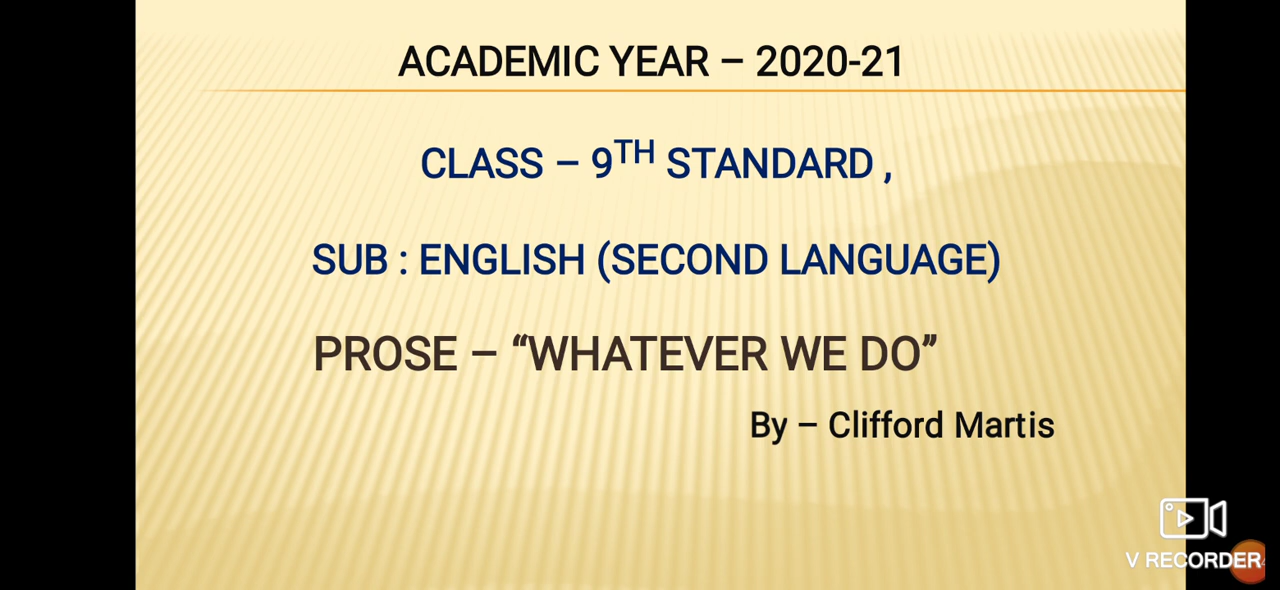 ACADEMIC YEAR – 2020-21
CLASS – 9TH STANDARD ,
SUB : ENGLISH (SECOND LANGUAGE)
PROSE – “WHATEVER WE DO”
By – Clifford Martis
V RECORDER